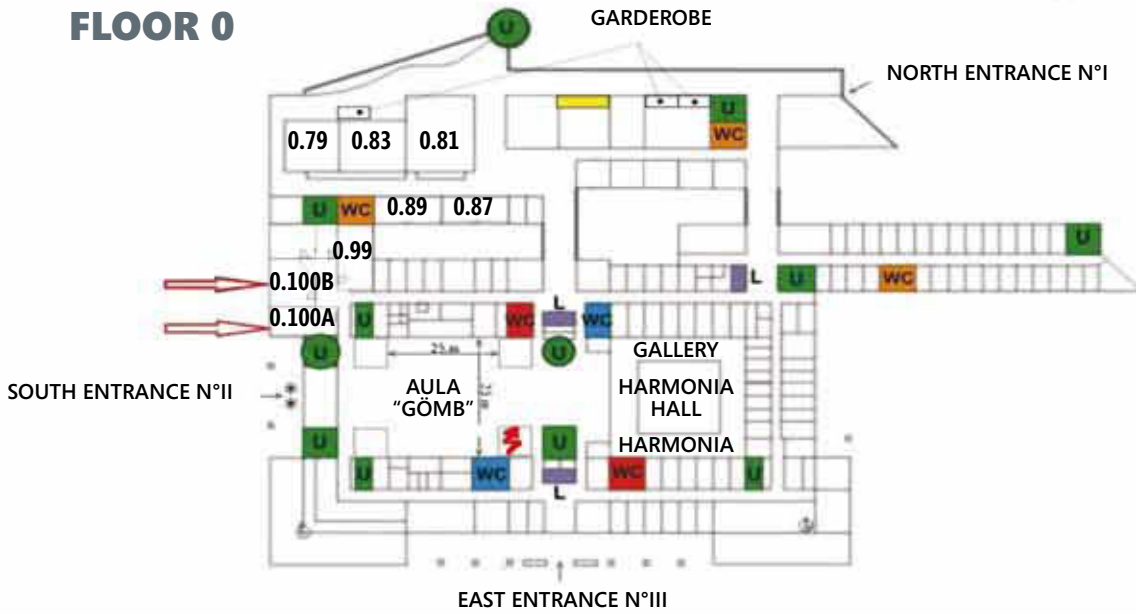 FLOOR 0
GARDEROBE
U
NORTH ENTRANCE N°I
U
WC
0.79 0.83 0.81
U WC 0.89 0.87
U
0.99
0.100B
L U WC
0.100A
U WC L WC
U U
25 m
GALLERY
SOUTH ENTRANCE N°II
AULA
"GÖMB"
HARMONIA
HALL
HARMONIA
U U
U WC WC U
L
EAST ENTRANCE N°III